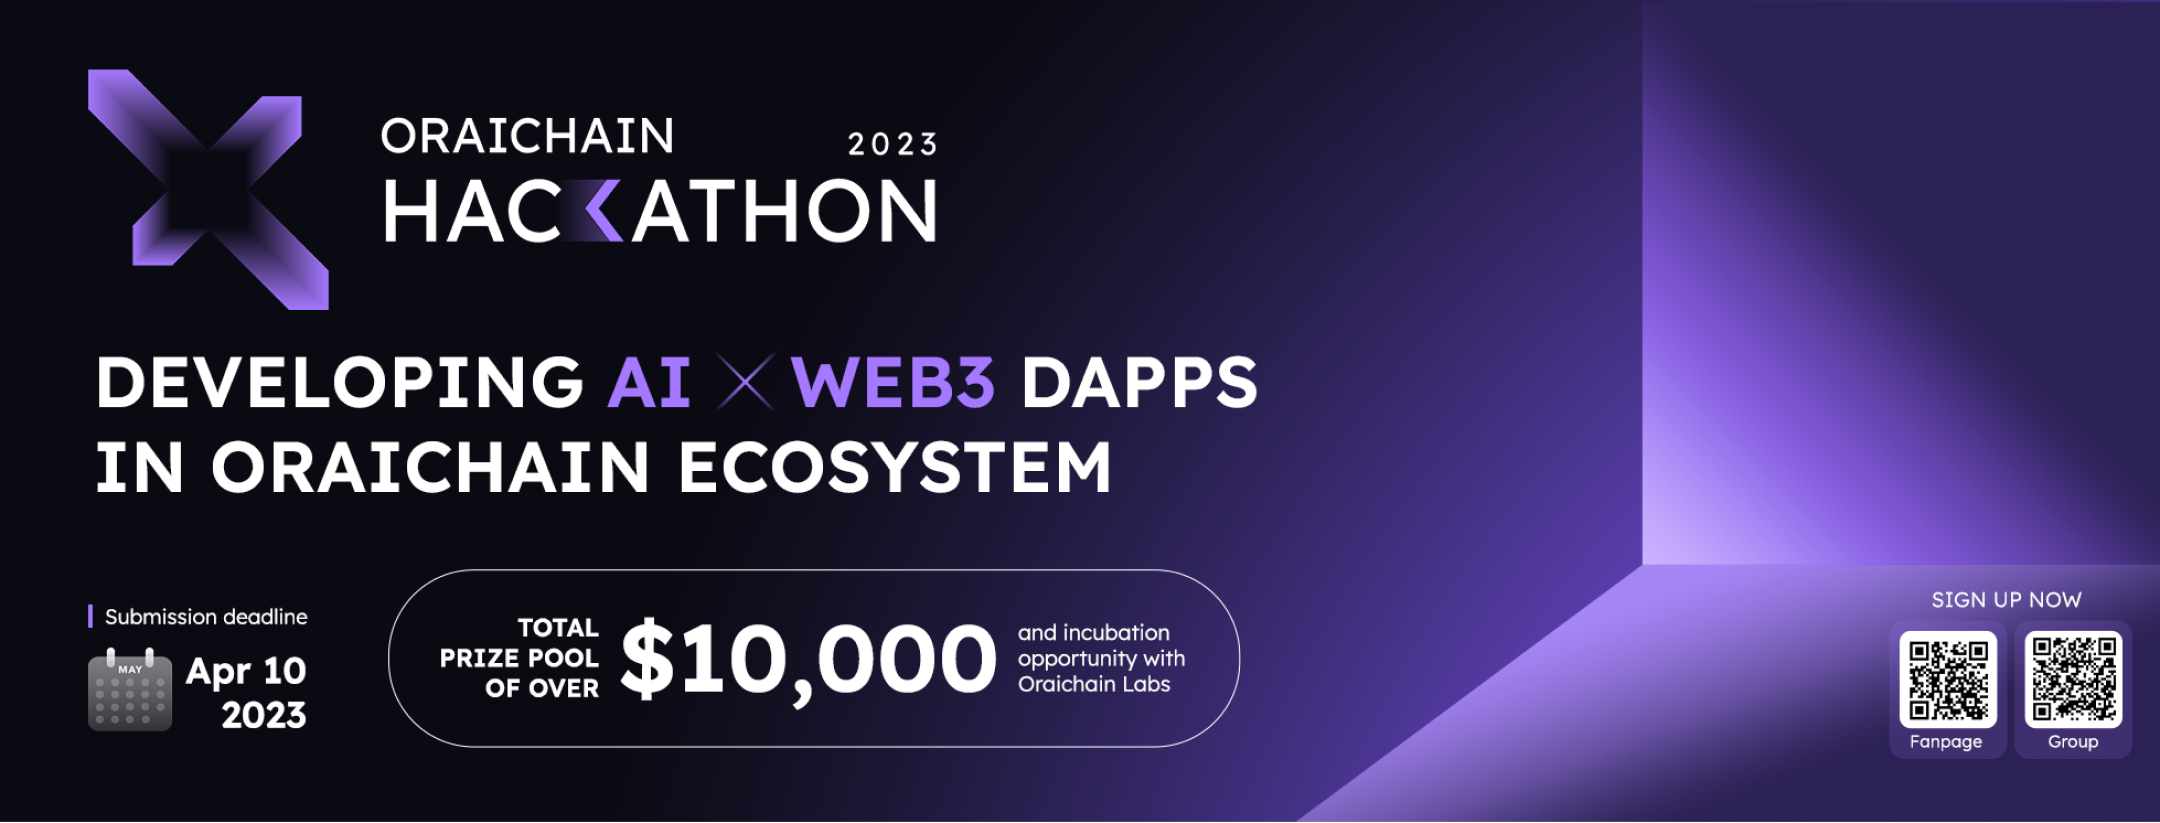 ORAICHAIN
2023
HACKATHON
DEVELOPING AI X WEB3 DAPPS
IN ORAICHAIN ECOSYSTEM
Submission deadline
MAY
Apr 10
2023
TOTAL
PRIZE POOL
OF OVER
$10,000
and incubation
opportunity with
Oraichain Labs
SIGN UP NOW
Fanpage
Group